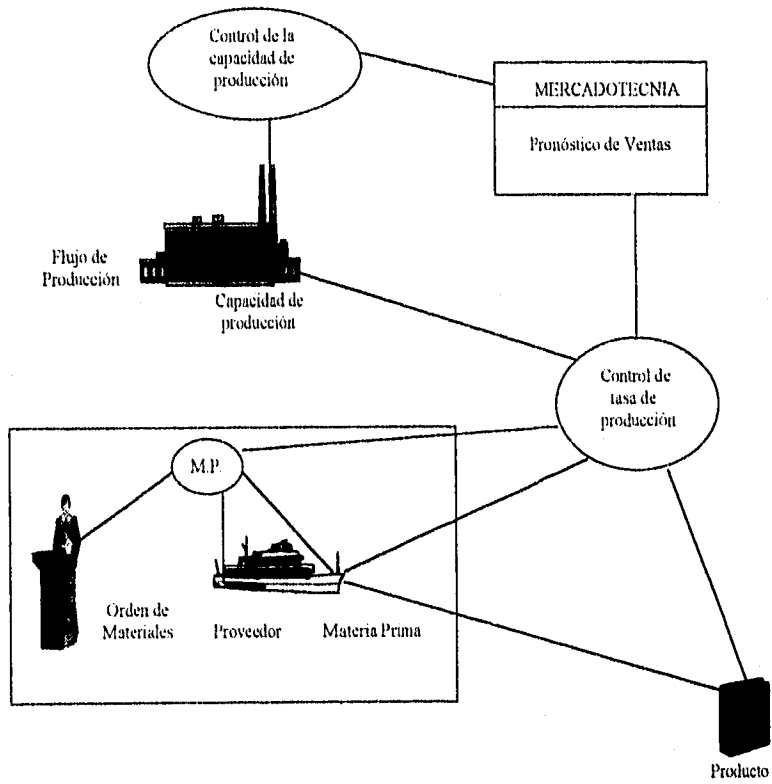 Control de la
capacidad de
producción
MERCADOTECNIA
Pronóstico de Ventas
Flujo de
Producción
Capacidad de
producción
Control de
tasa de
producción
M.P.
Orden de
Materiales
Proveedor
Materia Prima
Producto